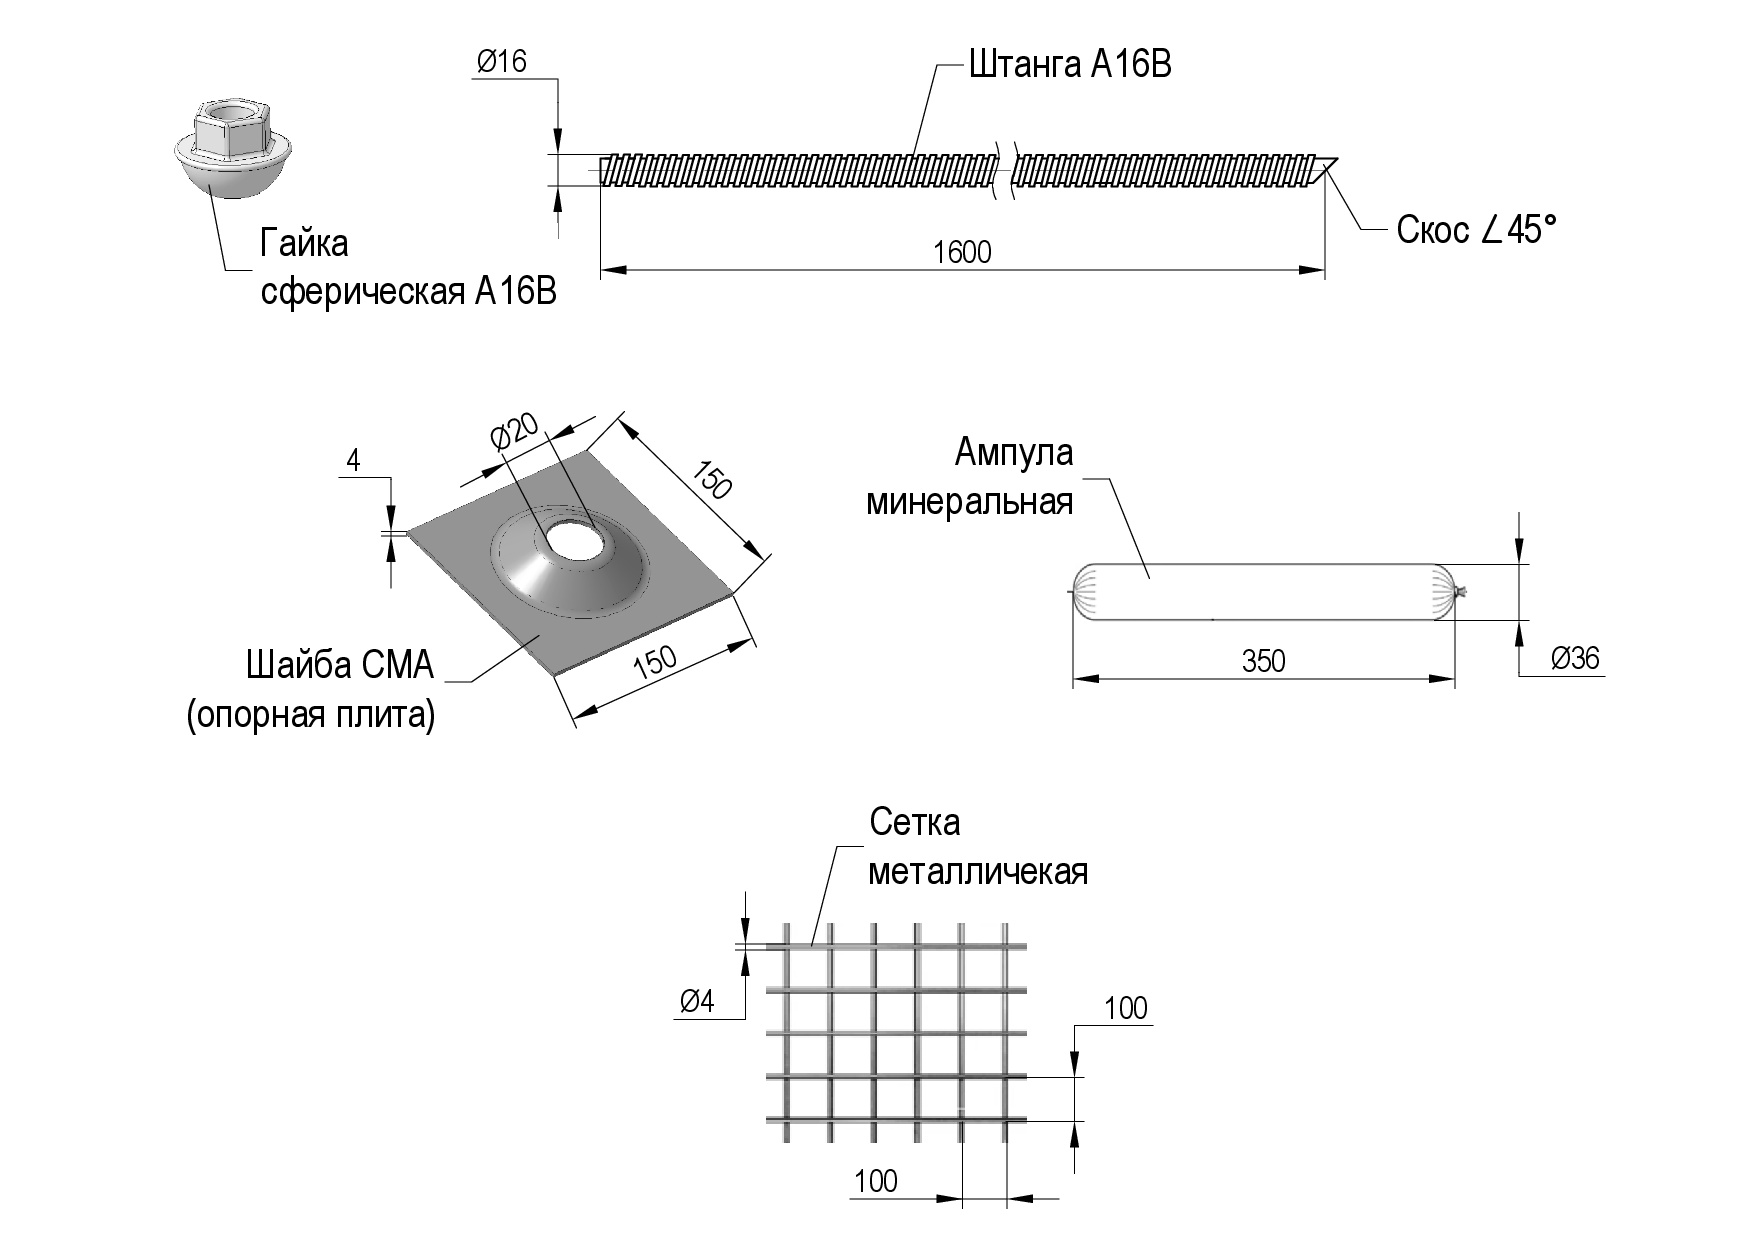 Ø16
Штанга А16В
Гайка
сферическая А16В
1600
Скос ∠45°
Ø20
4
150
150
Шайба СМА
(опорная плита)
Ампула
минеральная
350
Ø36
Сетка
металличекая
Ø4
100
100